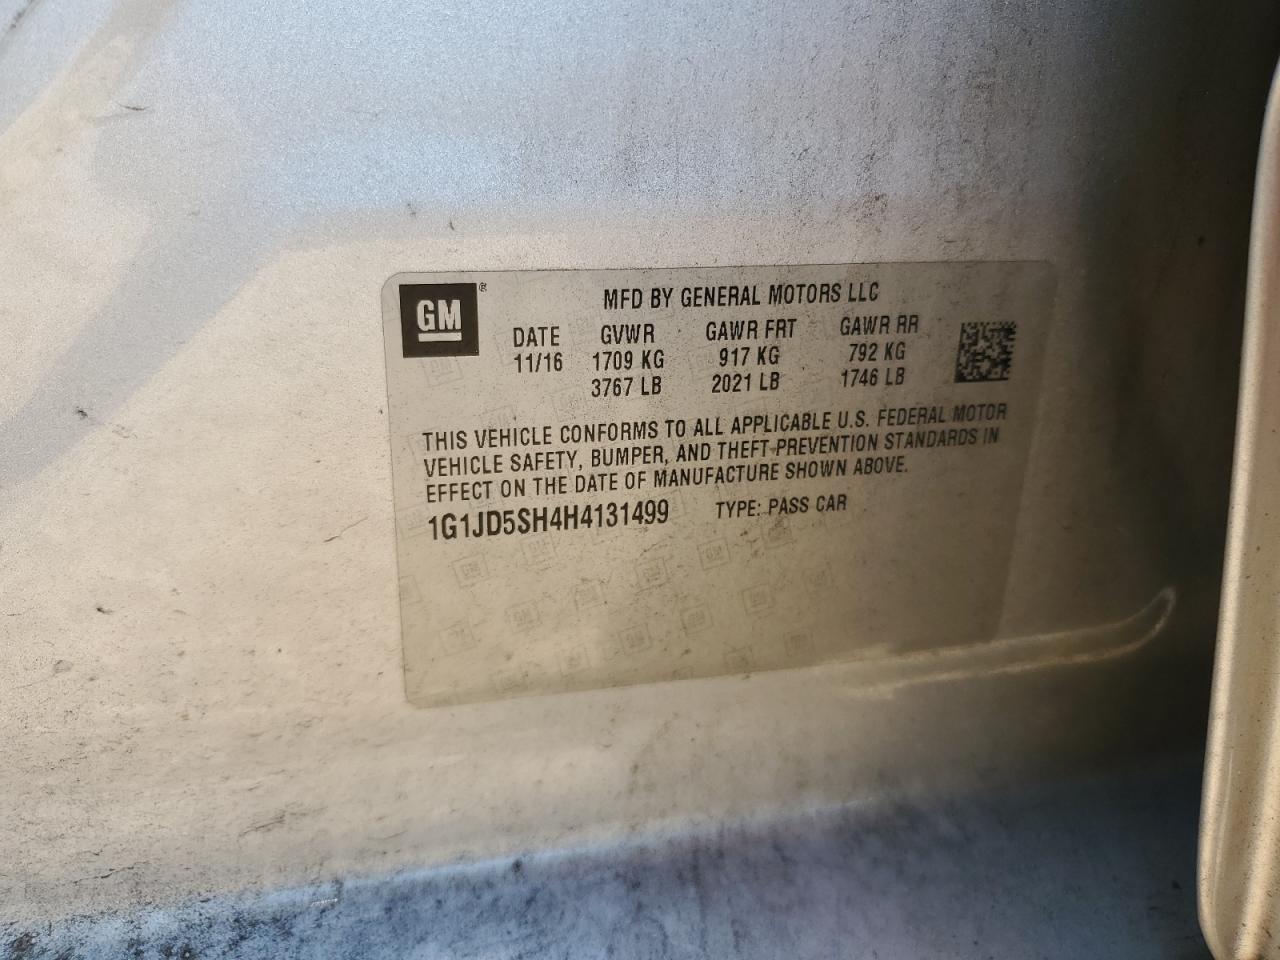 GM®
MFD BY GENERAL MOTORS LLC
DATE GVWR GAWR FRT GAWR RR
11/16 1709 KG 917 KG 792 KG
3767 LB 2021 LB 1746 LB
THIS VEHICLE CONFORMS TO ALL APPLICABLE U.S. FEDERAL MOTOR
VEHICLE SAFETY, BUMPER, AND THEFT PREVENTION STANDARDS IN
EFFECT ON THE DATE OF MANUFACTURE SHOWN ABOVE.
1G1JD5SH4H4131499 TYPE: PASS CAR